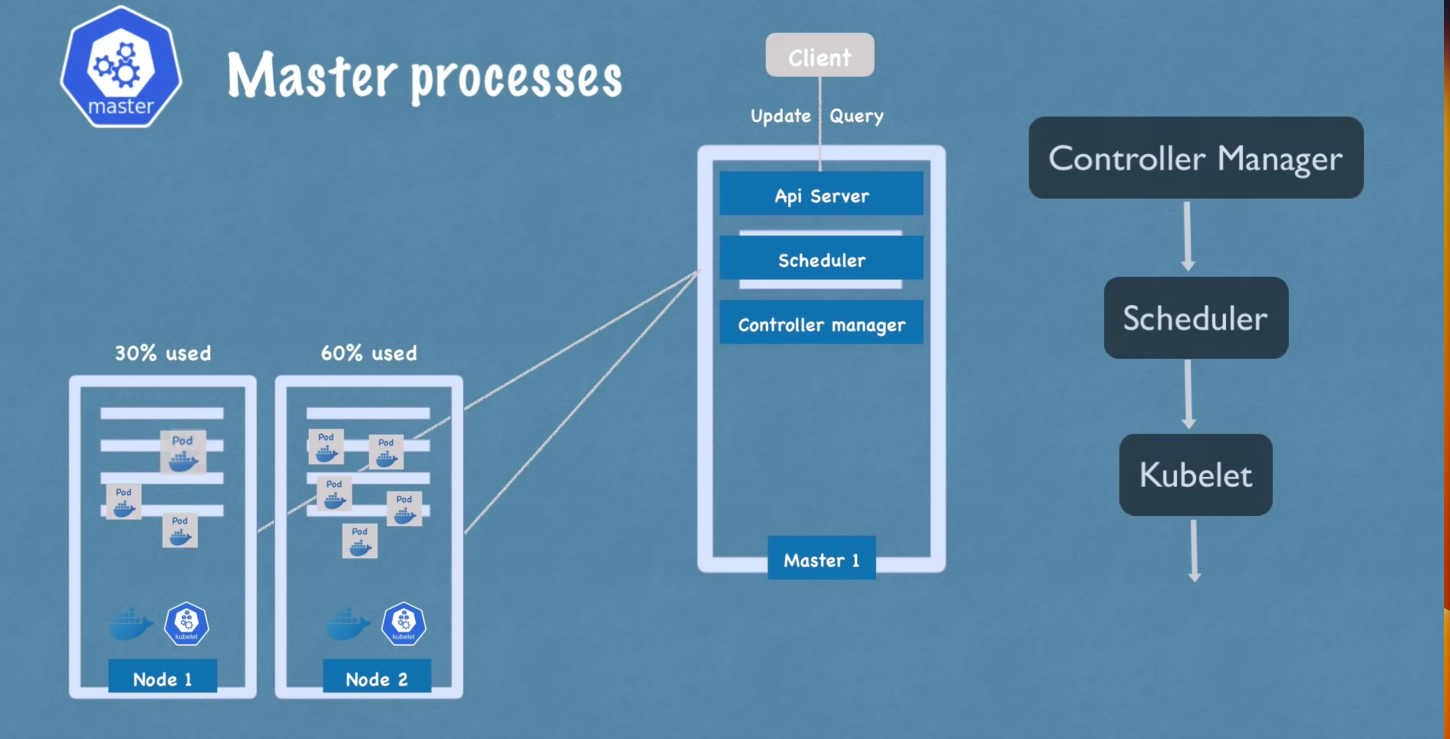 master
Master processes
Client
Update Query
Api Server
Scheduler
Controller manager
Master 1
30% used
60% used
Pod
Pod
Pod
Pod
Pod
Pod
Pod
Pod
kubelet
kubelet
Node 1
Node 2
Controller Manager
Scheduler
Kubelet